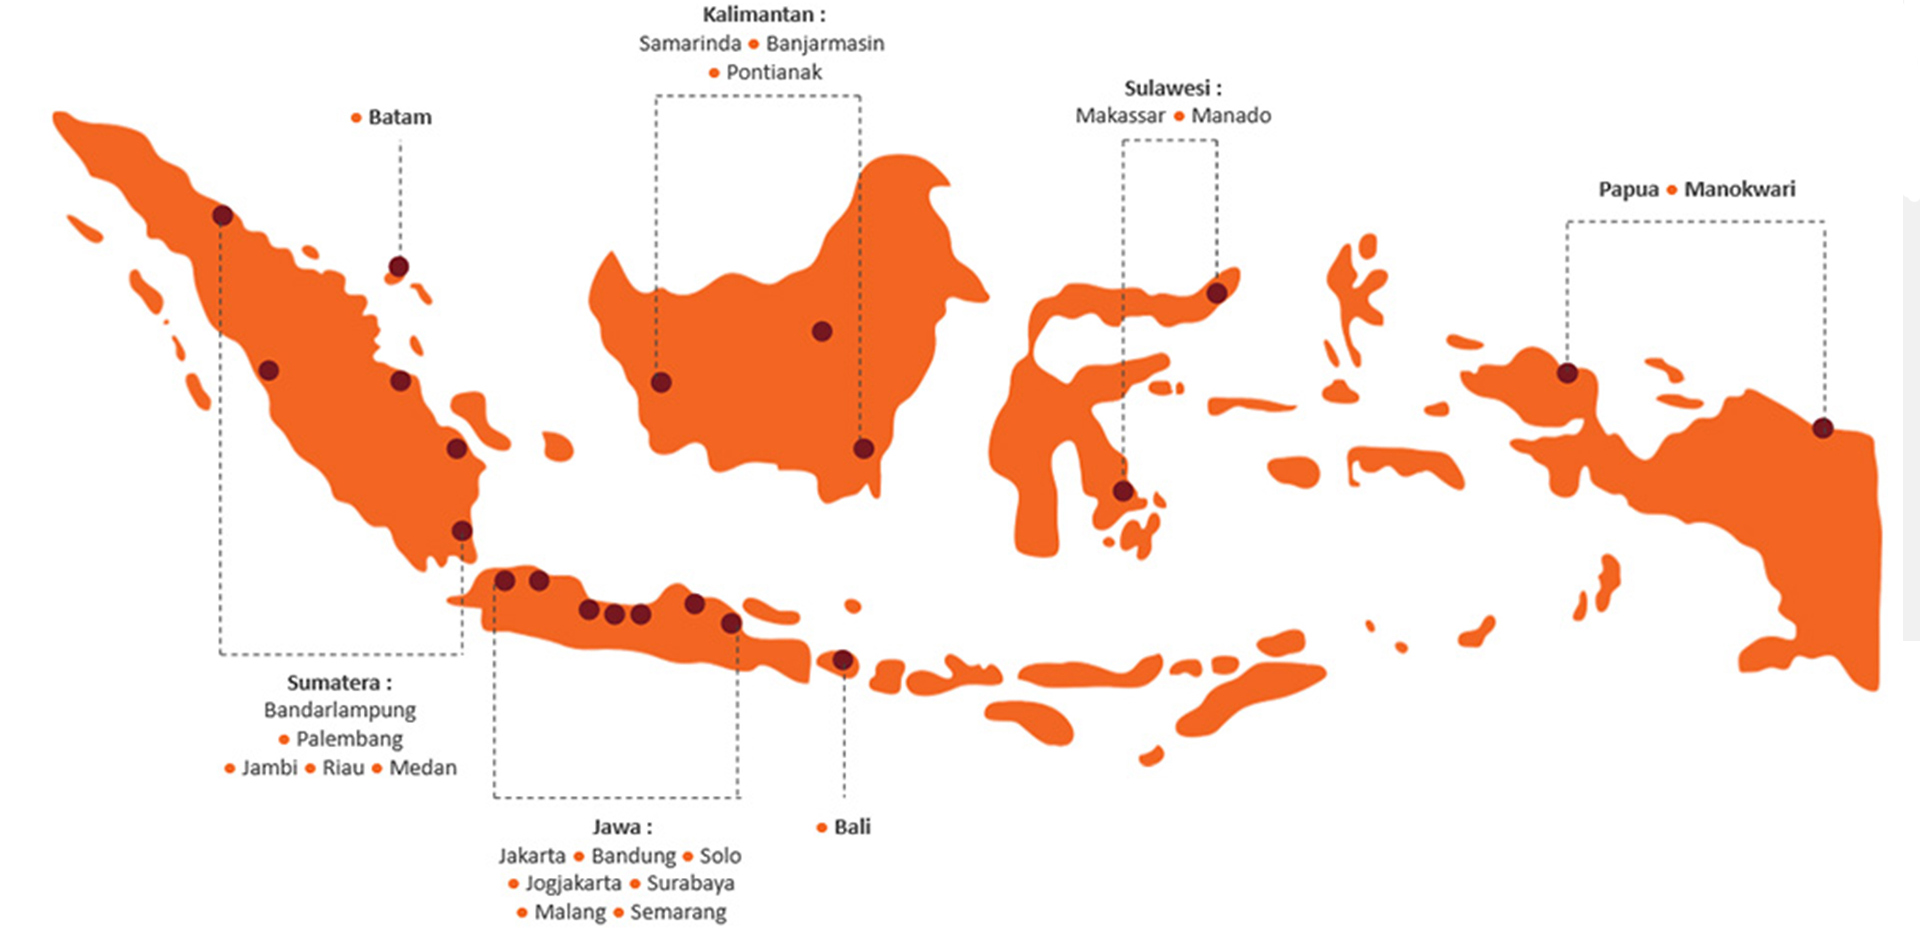 Kalimantan :
Samarinda • Banjarmasin
• Pontianak
Sulawesi :
Makassar • Manado
• Batam
Papua • Manokwari
Sumatera :
Bandarlampung
• Palembang
• Jambi • Riau • Medan
Jawa :
Jakarta • Bandung • Solo
• Jogjakarta • Surabaya
• Malang • Semarang
• Bali